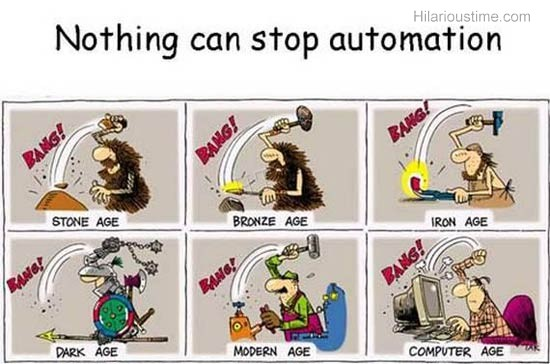 Hilarioustime.com
Nothing can stop automation
BANG!
STONE AGE
BANG!
BRONZE AGE
BANG!
IRON AGE
BANG!
DARK AGE
BANG!
MODERN AGE
BANG!
COMPUTER AGE